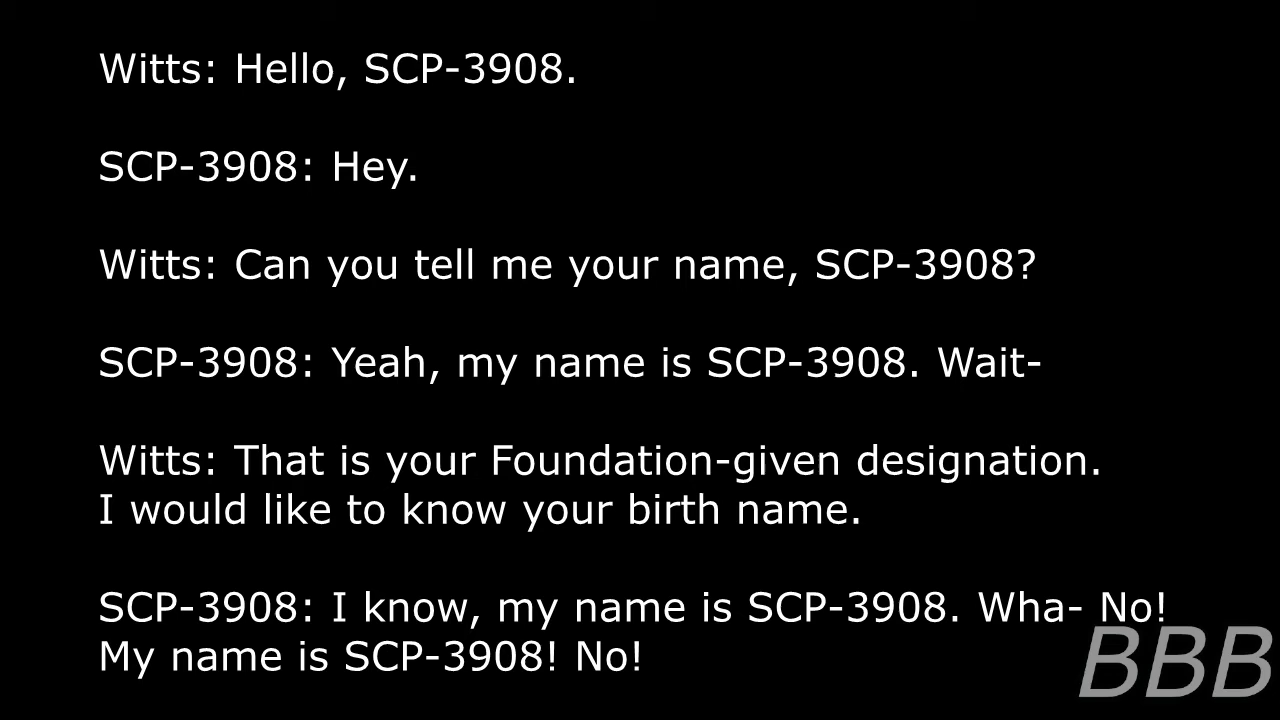 Witts: Hello, SCP-3908.
SCP-3908: Hey.
Witts: Can you tell me your name, SCP-3908?
SCP-3908: Yeah, my name is SCP-3908. Wait-
Witts: That is your Foundation-given designation.
I would like to know your birth name.
SCP-3908: I know, my name is SCP-3908. Wha- No!
My name is SCP-3908! No!
BBB